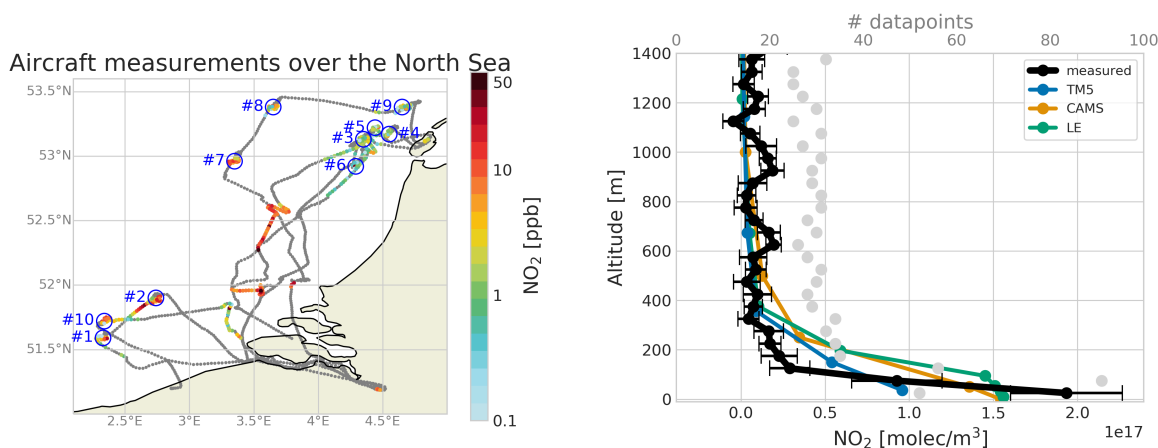 Aircraft measurements over the North Sea
53.5°N
53°N
52.5°N
52°N
51.5°N
2.5°E
3°E
3.5°E
4°E
4.5°E
5°E
#8
#9
#5
#3
#4
#6
#7
#2
#10
#1
50
10
1
0.1
NO₂ [ppb]
# datapoints
0
20
40
60
80
100
1400
1200
1000
800
600
400
200
0
Altitude [m]
measured
TM5
CAMS
LE
0.0
0.5
1.0
1.5
2.0
1e17
NO₂ [molec/m³]